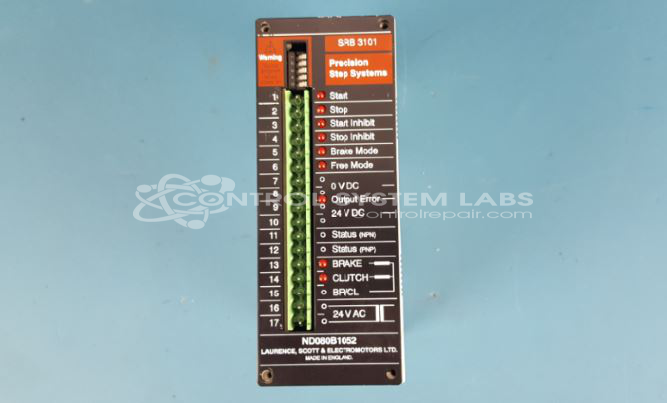 SRB 3101
Warning
Precision
Step Systems
1 Start
2 Stop
3 Start Inhibit
4 Stop Inhibit
5 Brake Mode
6 Free Mode
7
0 V DC
8 Output Error
9 24 V DC
10
11 Status (NPN)
12 Status (PNP)
13 BRAKE
14 CLUTCH
15 BR/CL
16
24V AC
17
CONTROL SYSTEM LABS
controlrepair.com
ND080B1052
LAURENCE, SCOTT & ELECTROMOTORS LTD.
MADE IN ENGLAND.